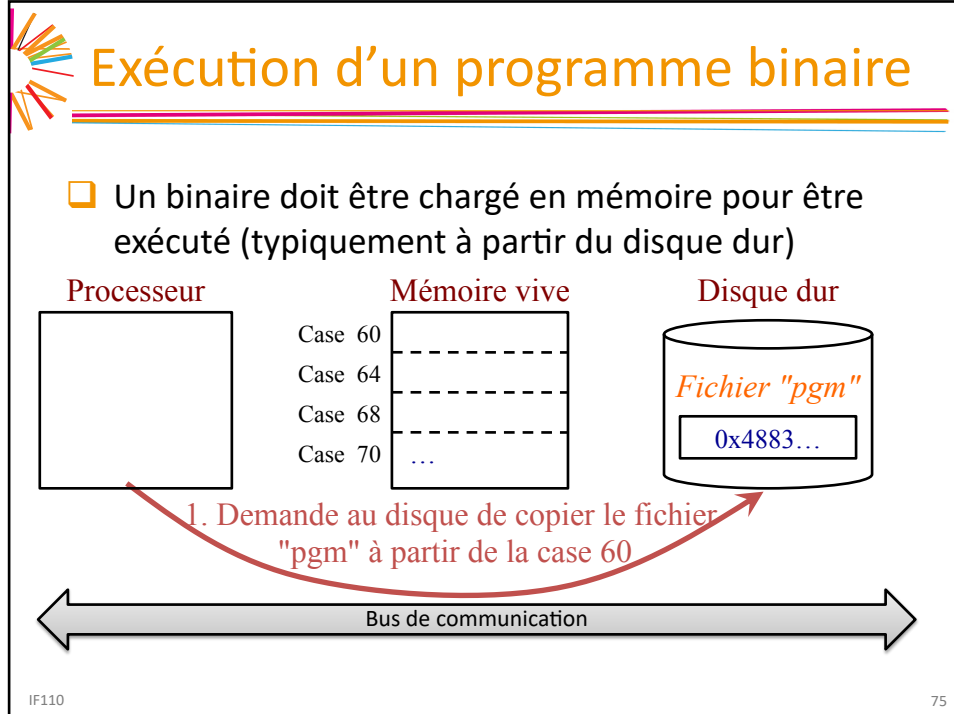 Exécution d’un programme binaire
Un binaire doit être chargé en mémoire pour être
exécuté (typiquement à partir du disque dur)
Processeur
Mémoire vive
Disque dur
Case 60
Case 64
Case 68
Case 70
…
Fichier "pgm"
0x4883…
1. Demande au disque de copier le fichier
"pgm" à partir de la case 60
Bus de communication
IF110
75